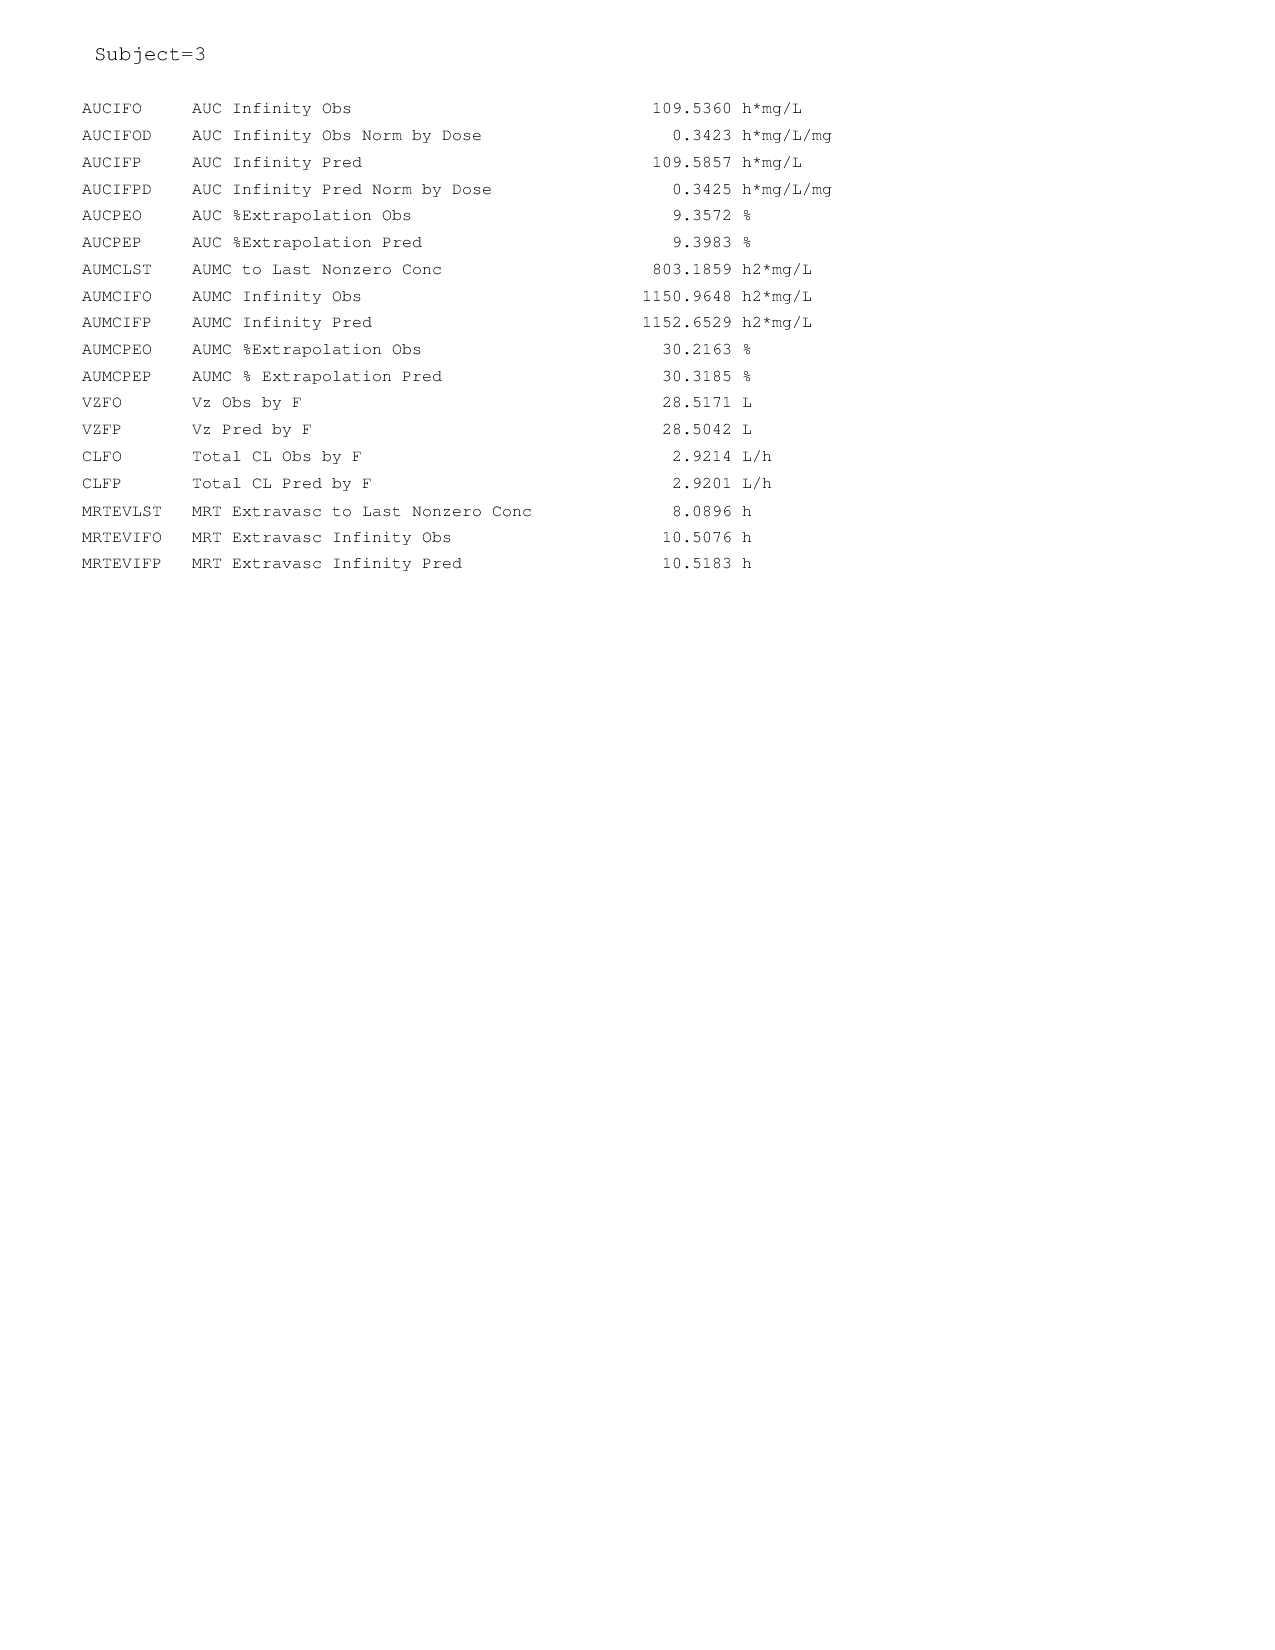 Subject=3
AUCIFO AUC Infinity Obs 109.5360 h*mg/L
AUCIFOD AUC Infinity Obs Norm by Dose 0.3423 h*mg/L/mg
AUCIFP AUC Infinity Pred 109.5857 h*mg/L
AUCIFPD AUC Infinity Pred Norm by Dose 0.3425 h*mg/L/mg
AUCPEO AUC %Extrapolation Obs 9.3572 %
AUCPEP AUC %Extrapolation Pred 9.3983 %
AUMCLST AUMC to Last Nonzero Conc 803.1859 h2*mg/L
AUMCIFO AUMC Infinity Obs 1150.9648 h2*mg/L
AUMCIFP AUMC Infinity Pred 1152.6529 h2*mg/L
AUMCPEO AUMC %Extrapolation Obs 30.2163 %
AUMCPEP AUMC % Extrapolation Pred 30.3185 %
VZFO Vz Obs by F 28.5171 L
VZFP Vz Pred by F 28.5042 L
CLFO Total CL Obs by F 2.9214 L/h
CLFP Total CL Pred by F 2.9201 L/h
MRTEVLST MRT Extravasc to Last Nonzero Conc 8.0896 h
MRTEVIFO MRT Extravasc Infinity Obs 10.5076 h
MRTEVIFP MRT Extravasc Infinity Pred 10.5183 h